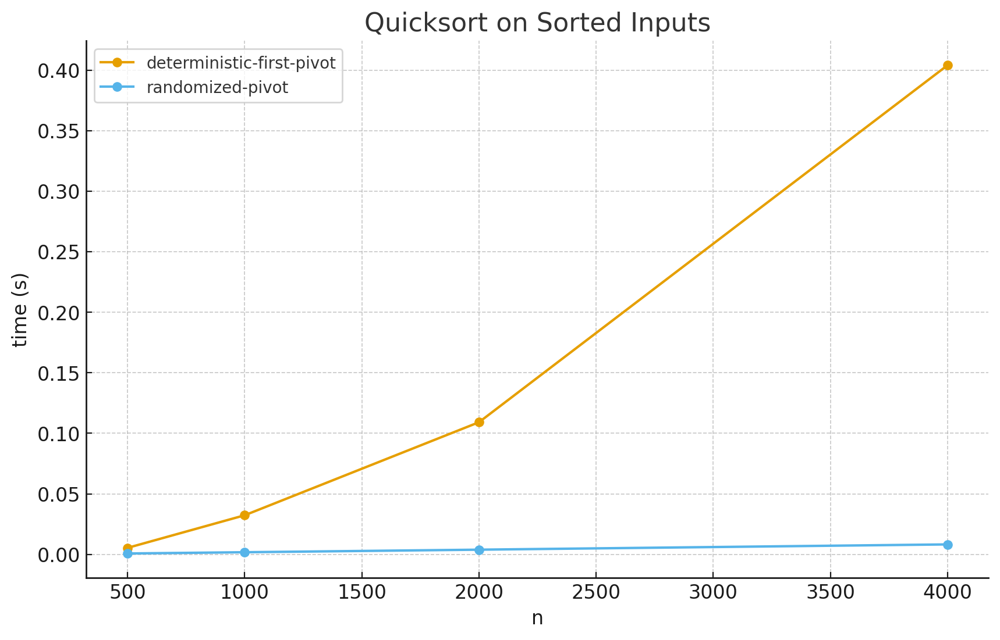 Quicksort on Sorted Inputs
deterministic-first-pivot
randomized-pivot
0.40
0.35
0.30
0.25
0.20
0.15
0.10
0.05
0.00
time (s)
500 1000 1500 2000 2500 3000 3500 4000
n